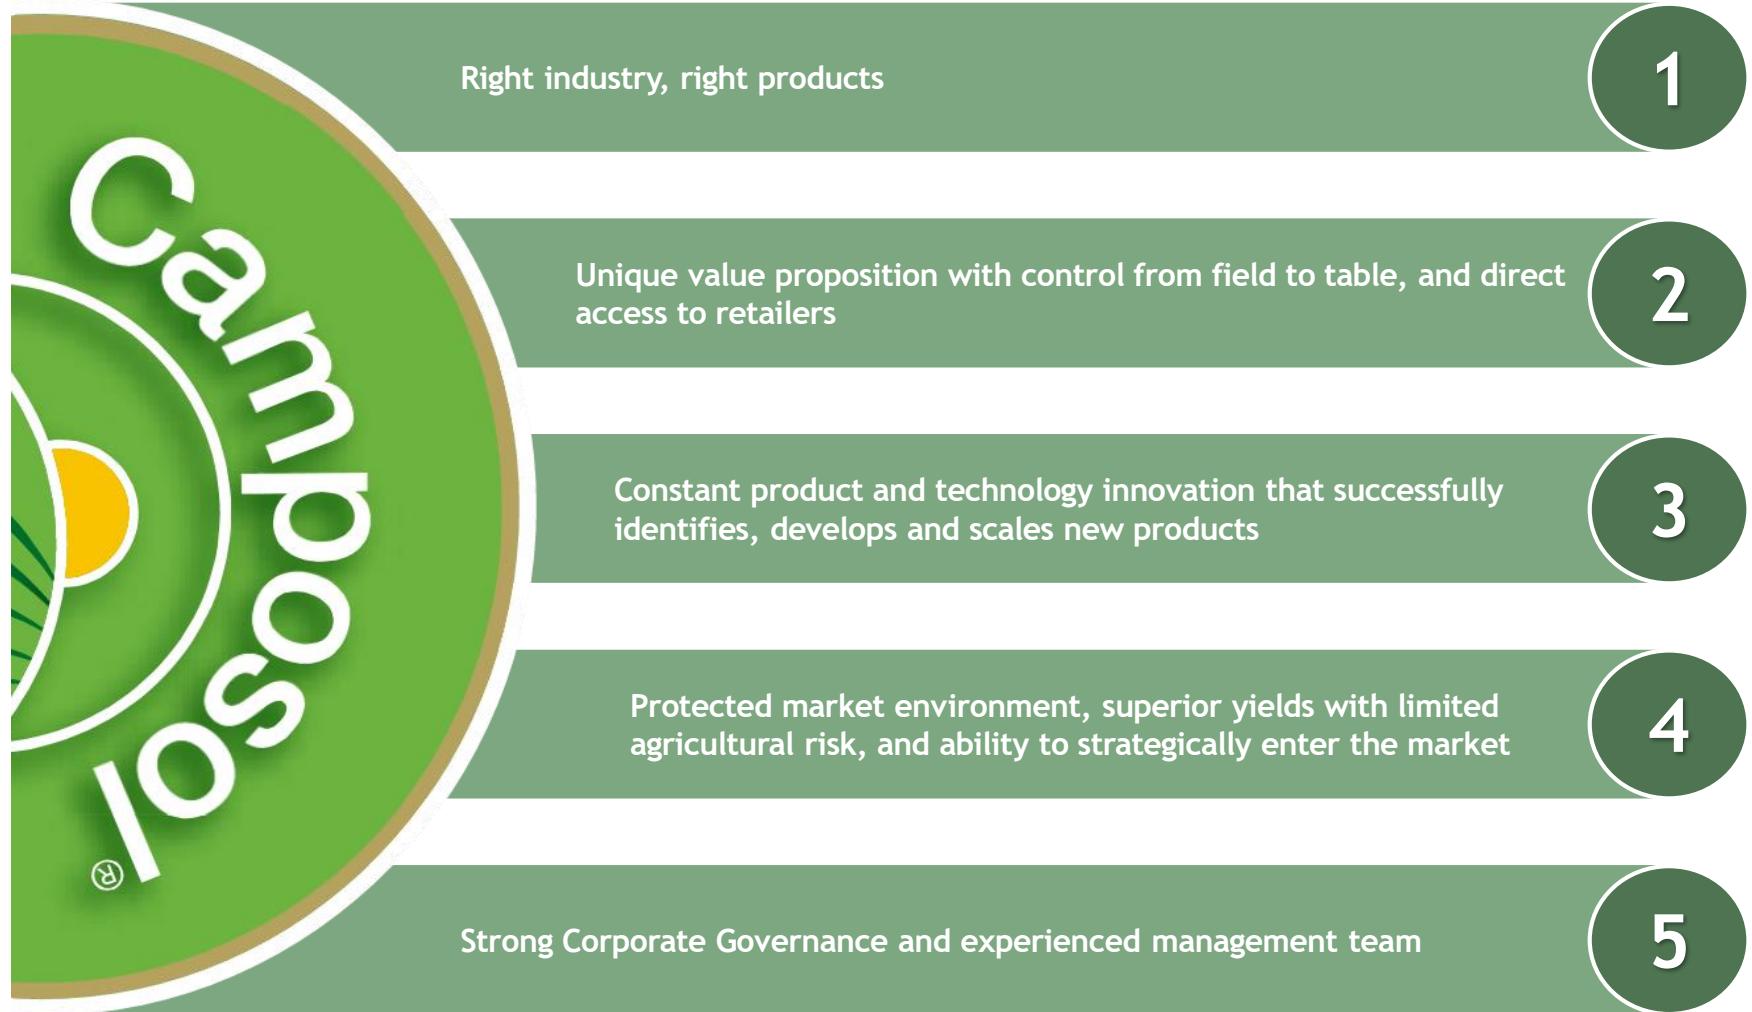 Camposol
®
Right industry, right products
1
Unique value proposition with control from field to table, and direct
access to retailers
2
Constant product and technology innovation that successfully
identifies, develops and scales new products
3
Protected market environment, superior yields with limited
agricultural risk, and ability to strategically enter the market
4
Strong Corporate Governance and experienced management team
5